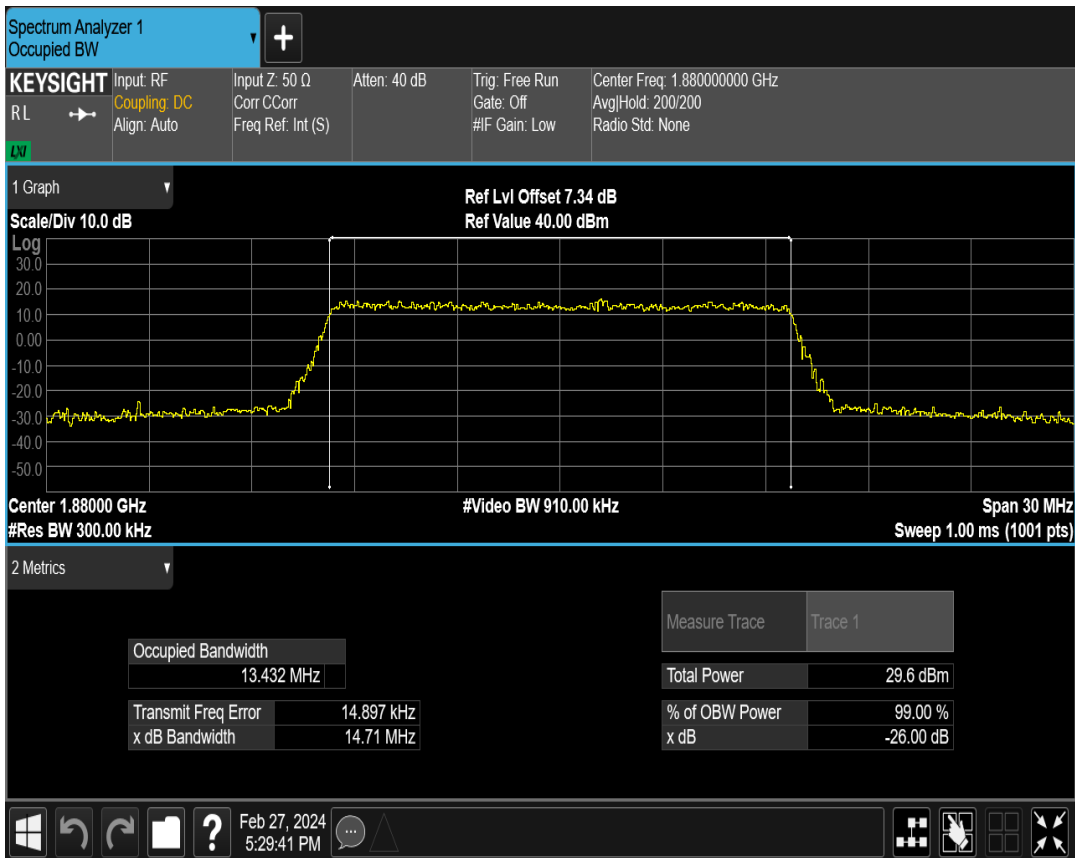 Spectrum Analyzer 1
Occupied BW
+
KEYSIGHT
RL
LXI
Input: RF
Coupling: DC
Align: Auto
Input Z: 50 Ω
Corr CCorr
Freq Ref: Int (S)
Atten: 40 dB
Trig: Free Run
Gate: Off
#IF Gain: Low
Center Freq: 1.880000000 GHz
Avg|Hold: 200/200
Radio Std: None
1 Graph
Scale/Div 10.0 dB
Ref Lvl Offset 7.34 dB
Ref Value 40.00 dBm
Log
30.0
20.0
10.0
0.00
-10.0
-20.0
-30.0
-40.0
-50.0
Center 1.88000 GHz
#Res BW 300.00 kHz
#Video BW 910.00 kHz
Span 30 MHz
Sweep 1.00 ms (1001 pts)
2 Metrics
Measure Trace Trace 1
Occupied Bandwidth
13.432 MHz
Total Power 29.6 dBm
Transmit Freq Error 14.897 kHz
% of OBW Power 99.00 %
x dB Bandwidth 14.71 MHz
x dB -26.00 dB
?
Feb 27, 2024
5:29:41 PM